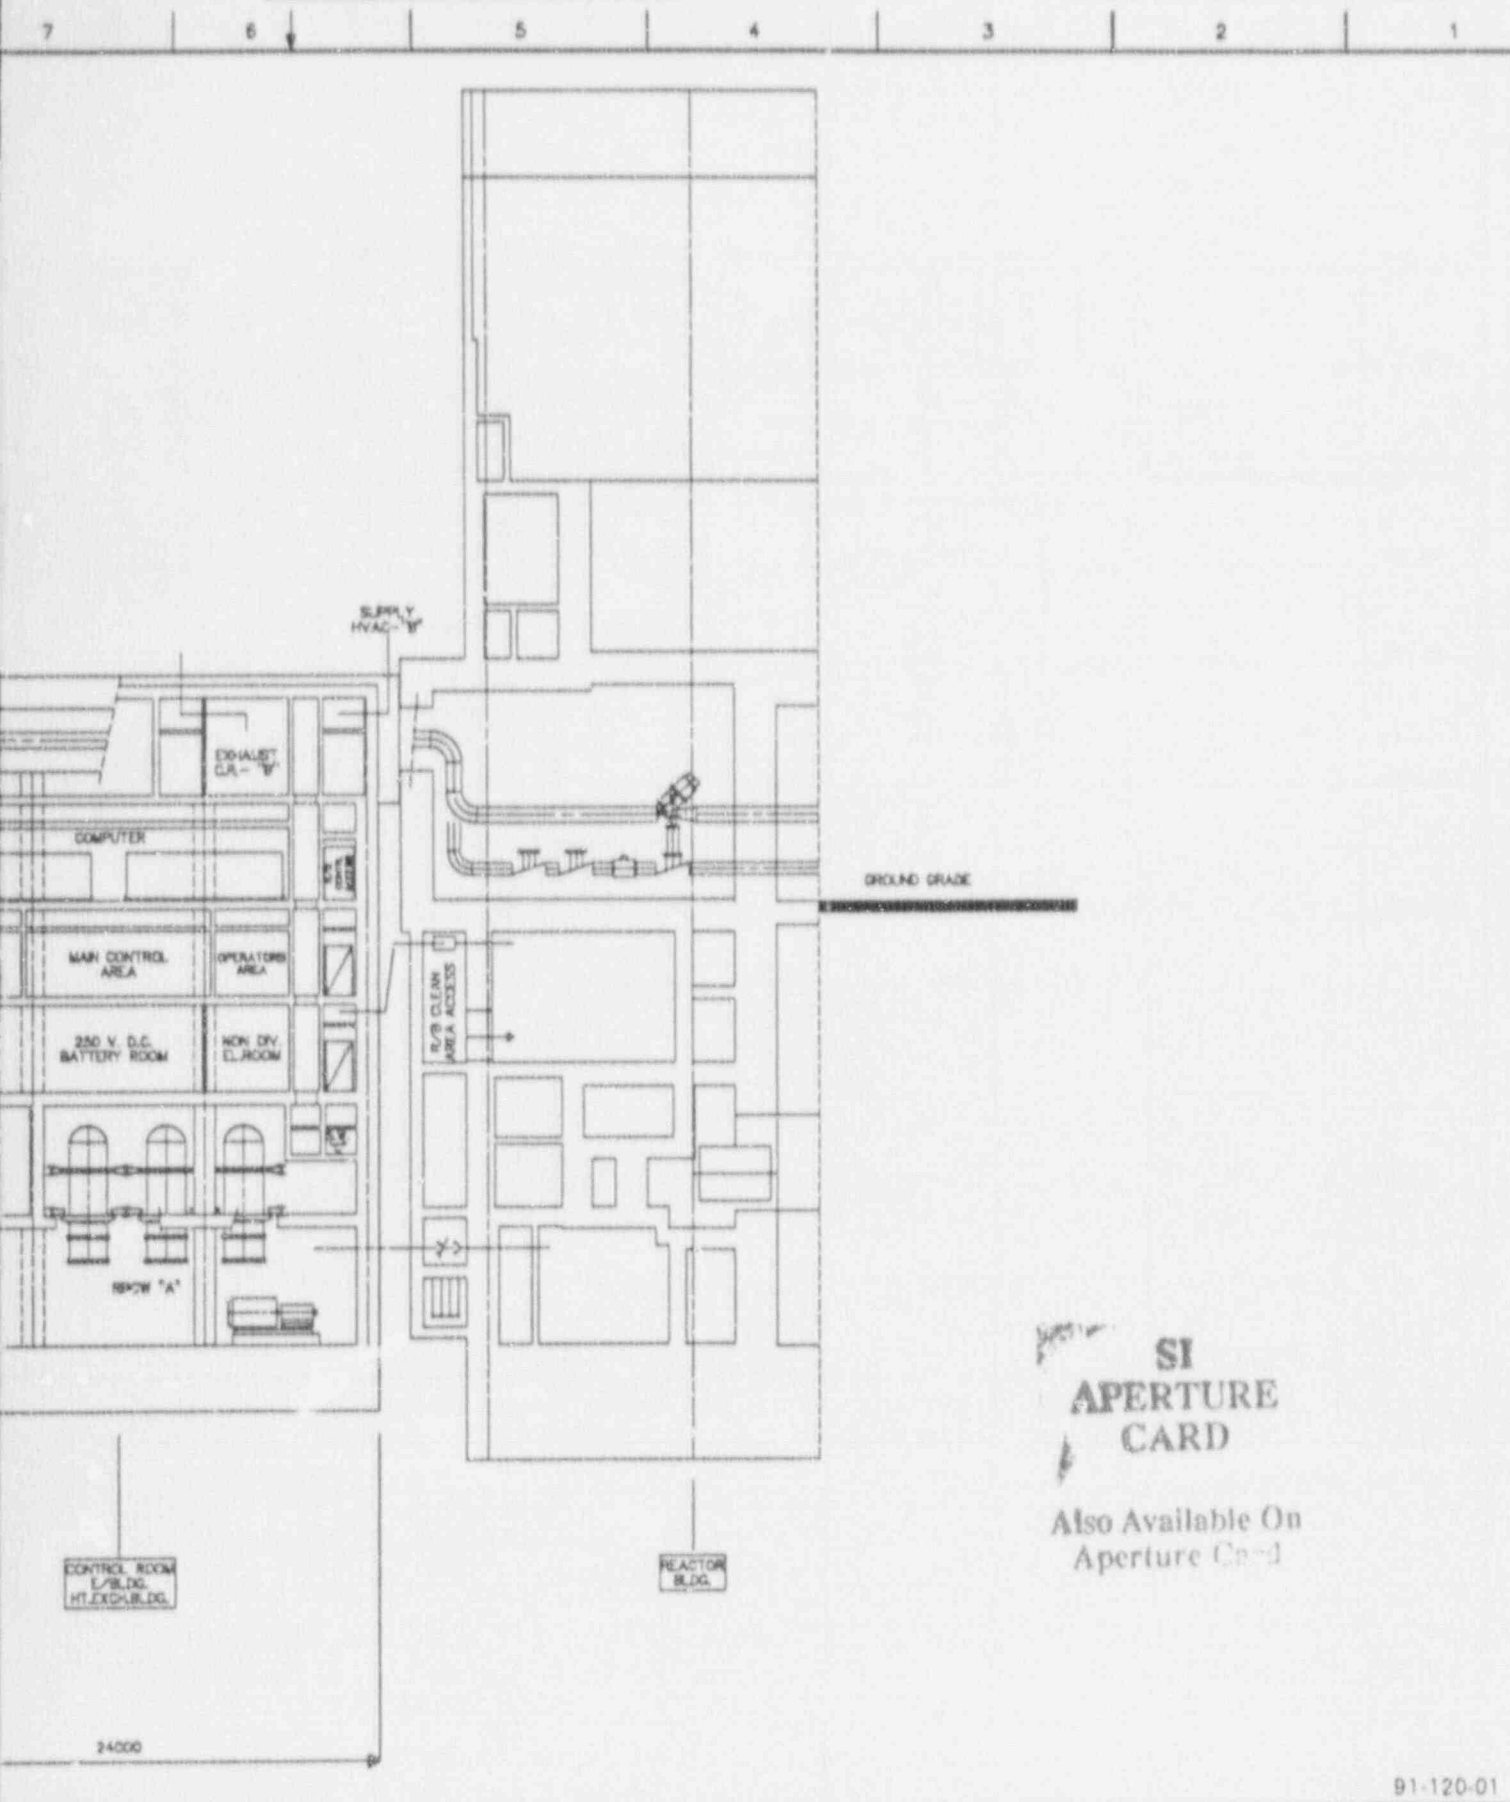 7 6 5 4 3 2 1
SUPPLY
HVAC-"B"
EXHAUST
C.R.- "B"
COMPUTER
GROUND GRADE
MAIN CONTROL
AREA
OPERATORS
AREA
R/B CLEAN
AREA ACCESS
250 V. D.C.
BATTERY ROOM
NON DIV.
EL.ROOM
RBCW "A"
SI
APERTURE
CARD
Also Available On
Aperture Card
CONTROL ROOM
E/BLDG.
HT.EXCH.BLDG.
REACTOR
BLDG.
24000
91-120-01